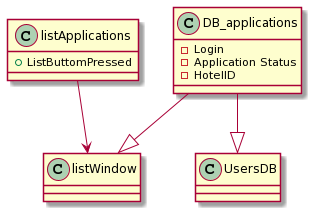 C listApplications
ListButtomPressed
C DB_applications
Login
Application Status
HotelID
C listWindow
C UsersDB